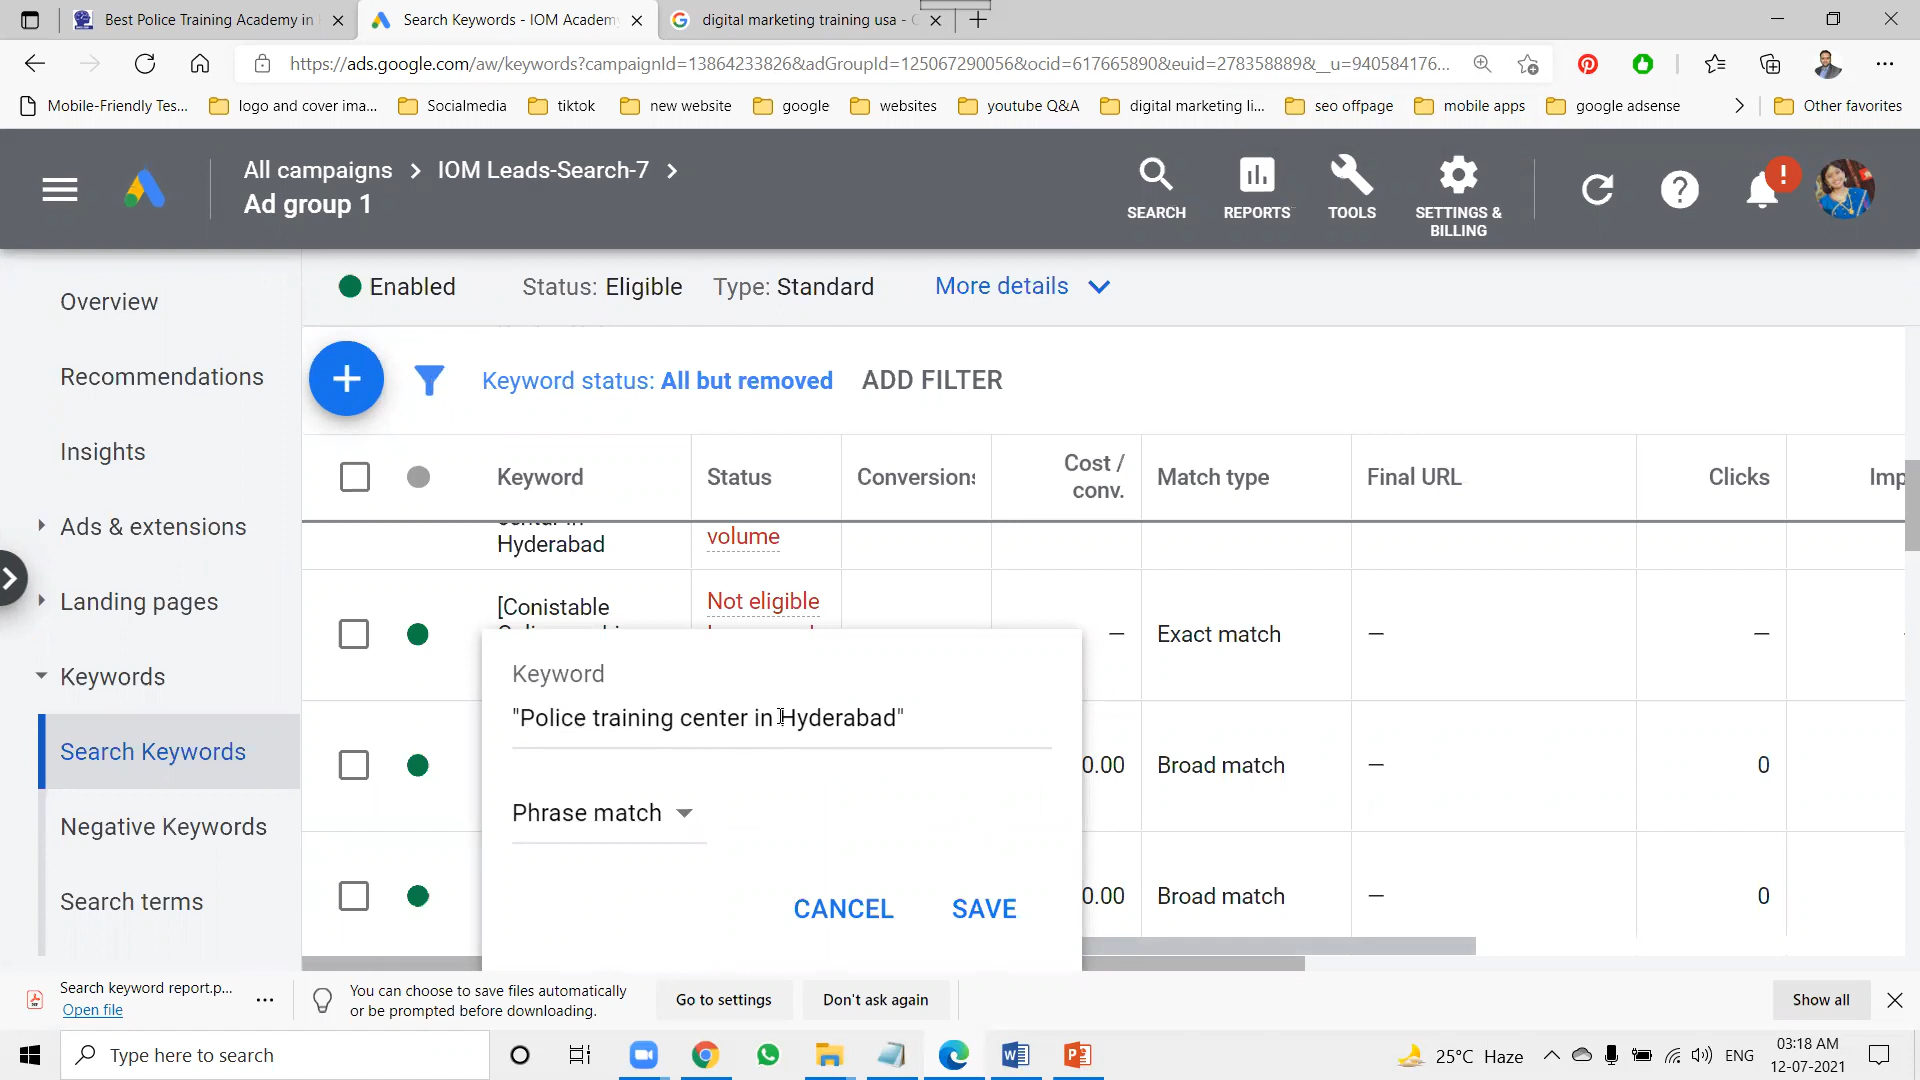 Best Police Training Academy in
Search Keywords - IOM Academy
digital marketing training usa -
https://ads.google.com/aw/keywords?campaignId=13864233826&adGroupId=125067290056&ocid=617665890&euid=278358889&__u=940584176...
Mobile-Friendly Tes...
logo and cover ima...
Socialmedia
tiktok
new website
google
websites
youtube Q&A
digital marketing li...
seo offpage
mobile apps
google adsense
Other favorites
All campaigns > IOM Leads-Search-7 >
Ad group 1
SEARCH
REPORTS
TOOLS
SETTINGS &
BILLING
!
Enabled
Status: Eligible
Type: Standard
More details
Overview
Recommendations
Insights
Ads & extensions
Landing pages
Keywords
Search Keywords
Negative Keywords
Search terms
Keyword status: All but removed
ADD FILTER
Keyword
Status
Conversions
Cost /
conv.
Match type
Final URL
Clicks
Imp
center in
Hyderabad
volume
[Conistable
Not eligible
—
Exact match
—
—
0.00
Broad match
—
0
0.00
Broad match
—
0
Keyword
"Police training center in Hyderabad"
Phrase match
CANCEL
SAVE
Search keyword report.p...
Open file
You can choose to save files automatically
or be prompted before downloading.
Go to settings
Don't ask again
Show all
Type here to search
25°C Haze
ENG
03:18 AM
12-07-2021